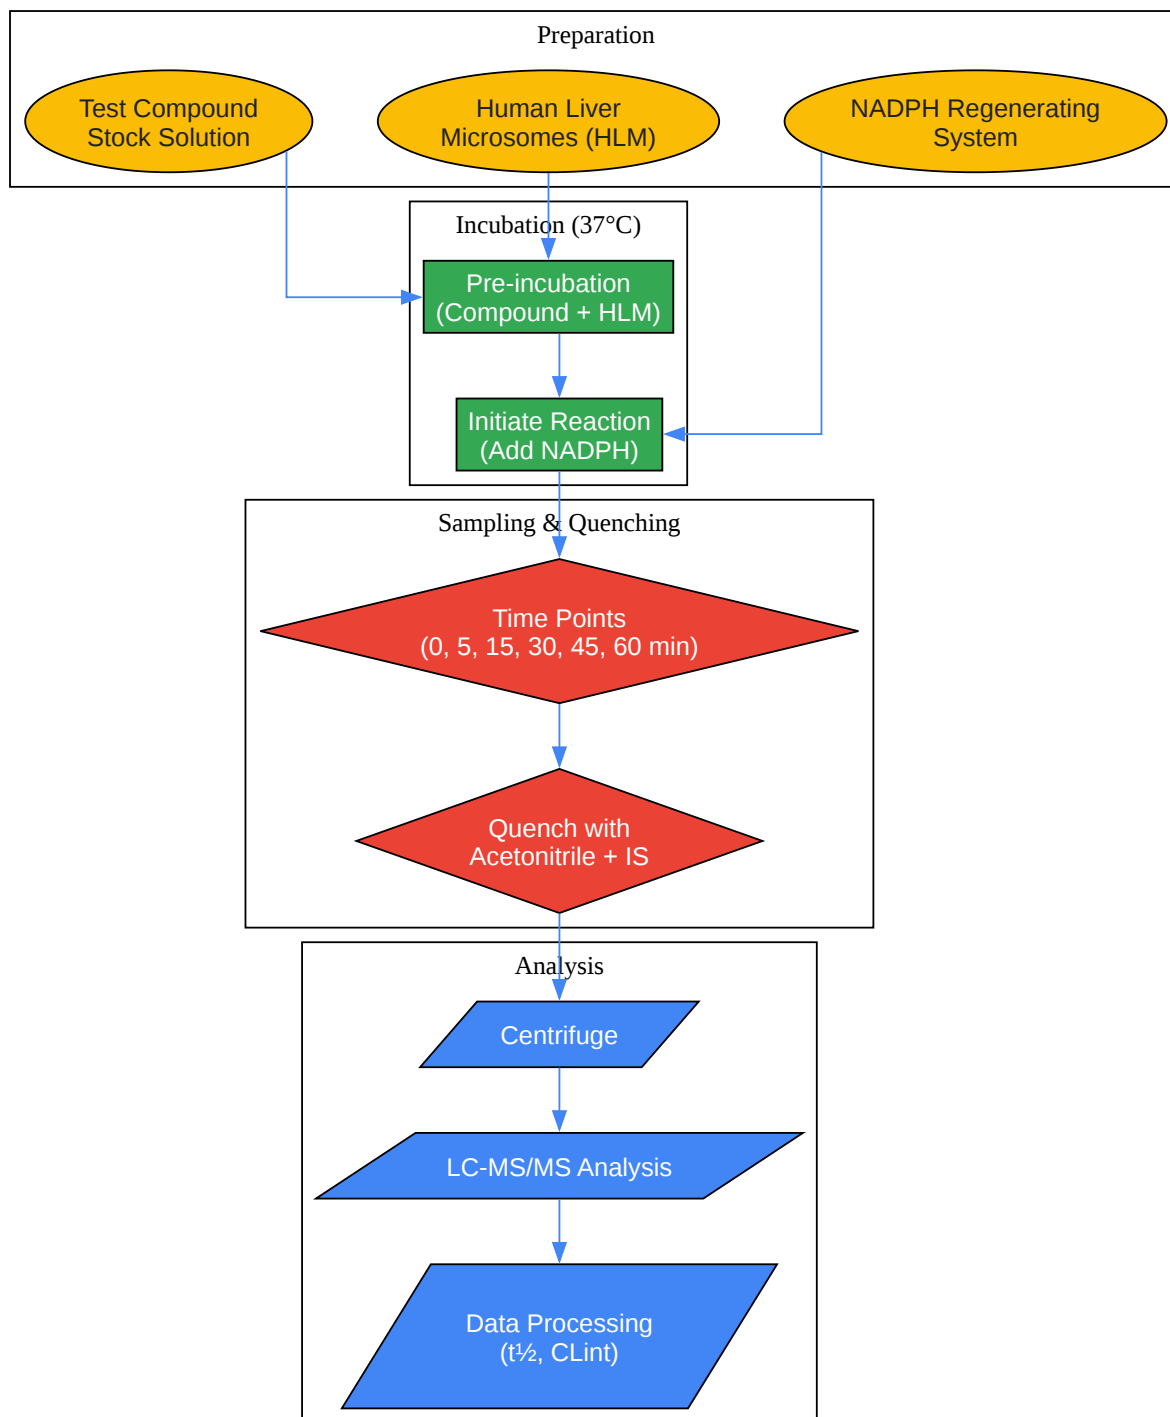 Preparation
Test Compound
Stock Solution
Human Liver
Microsomes (HLM)
NADPH Regenerating
System
Incubation (37°C)
Pre-incubation
(Compound + HLM)
Initiate Reaction
(Add NADPH)
Sampling & Quenching
Time Points
(0, 5, 15, 30, 45, 60 min)
Quench with
Acetonitrile + IS
Analysis
Centrifuge
LC-MS/MS Analysis
Data Processing
(t½, CLint)